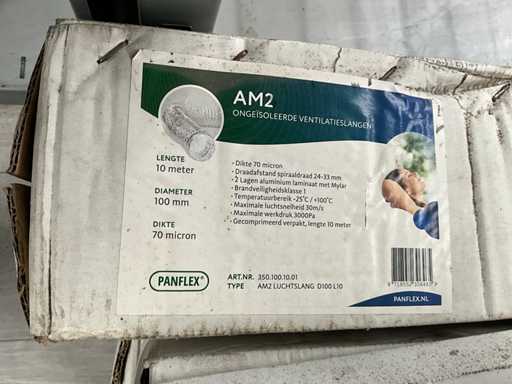 AM2
ONGEÏSOLEERDE VENTILATIESLANGEN
LENGTE
10 meter
DIAMETER
100 mm
DIKTE
70 micron
• Dikte 70 micron
• Draadafstand spiraaldraad 24-33 mm
• 2 Lagen aluminium laminaat met Mylar
• Brandveiligheidsklasse 1
• Temperatuurbereik -25°C / +100°C
• Maximale luchtsnelheid 30m/s
• Maximale werkdruk 3000Pa
• Gecomprimeerd verpakt, lengte 10 meter
PANFLEX®
ART.NR. 350.100.10.01
TYPE AM2 LUCHTSLANG D100 L10
PANFLEX.NL